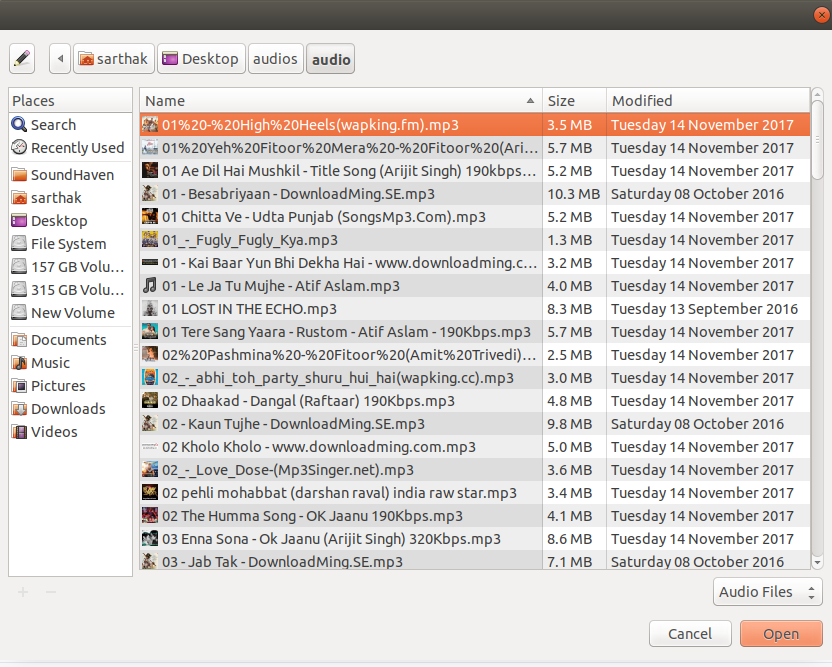 sarthak Desktop audios audio
Places
Search
Recently Used
SoundHaven
sarthak
Desktop
File System
157 GB Volu...
315 GB Volu...
New Volume
Documents
Music
Pictures
Downloads
Videos
Name Size Modified
01%20-%20High%20Heels(wapking.fm).mp3 3.5 MB Tuesday 14 November 2017
01%20Yeh%20Fitoor%20Mera%20-%20Fitoor%20(Ari... 5.7 MB Tuesday 14 November 2017
01 Ae Dil Hai Mushkil - Title Song (Arijit Singh) 190kbps... 5.2 MB Tuesday 14 November 2017
01 - Besabriyaan - DownloadMing.SE.mp3 10.3 MB Saturday 08 October 2016
01 Chitta Ve - Udta Punjab (SongsMp3.Com).mp3 5.2 MB Tuesday 14 November 2017
01_-_Fugly_Fugly_Kya.mp3 1.3 MB Tuesday 14 November 2017
01 - Kai Baar Yun Bhi Dekha Hai - www.downloadming.c... 3.2 MB Tuesday 14 November 2017
01 - Le Ja Tu Mujhe - Atif Aslam.mp3 4.0 MB Tuesday 14 November 2017
01 LOST IN THE ECHO.mp3 8.3 MB Tuesday 13 September 2016
01 Tere Sang Yaara - Rustom - Atif Aslam - 190Kbps.mp3 5.7 MB Tuesday 14 November 2017
02%20Pashmina%20-%20Fitoor%20(Amit%20Trivedi)... 2.5 MB Tuesday 14 November 2017
02_-_abhi_toh_party_shuru_hui_hai(wapking.cc).mp3 3.0 MB Tuesday 14 November 2017
02 Dhaakad - Dangal (Raftaar) 190Kbps.mp3 4.8 MB Tuesday 14 November 2017
02 - Kaun Tujhe - DownloadMing.SE.mp3 9.8 MB Saturday 08 October 2016
02 Kholo Kholo - www.downloadming.com.mp3 5.0 MB Tuesday 14 November 2017
02_-_Love_Dose-(Mp3Singer.net).mp3 3.6 MB Tuesday 14 November 2017
02 pehli mohabbat (darshan raval) india raw star.mp3 3.4 MB Tuesday 14 November 2017
02 The Humma Song - OK Jaanu 190Kbps.mp3 4.1 MB Tuesday 14 November 2017
03 Enna Sona - Ok Jaanu (Arijit Singh) 320Kbps.mp3 8.6 MB Tuesday 14 November 2017
03 - Jab Tak - DownloadMing.SE.mp3 7.1 MB Saturday 08 October 2016
Audio Files
Cancel Open